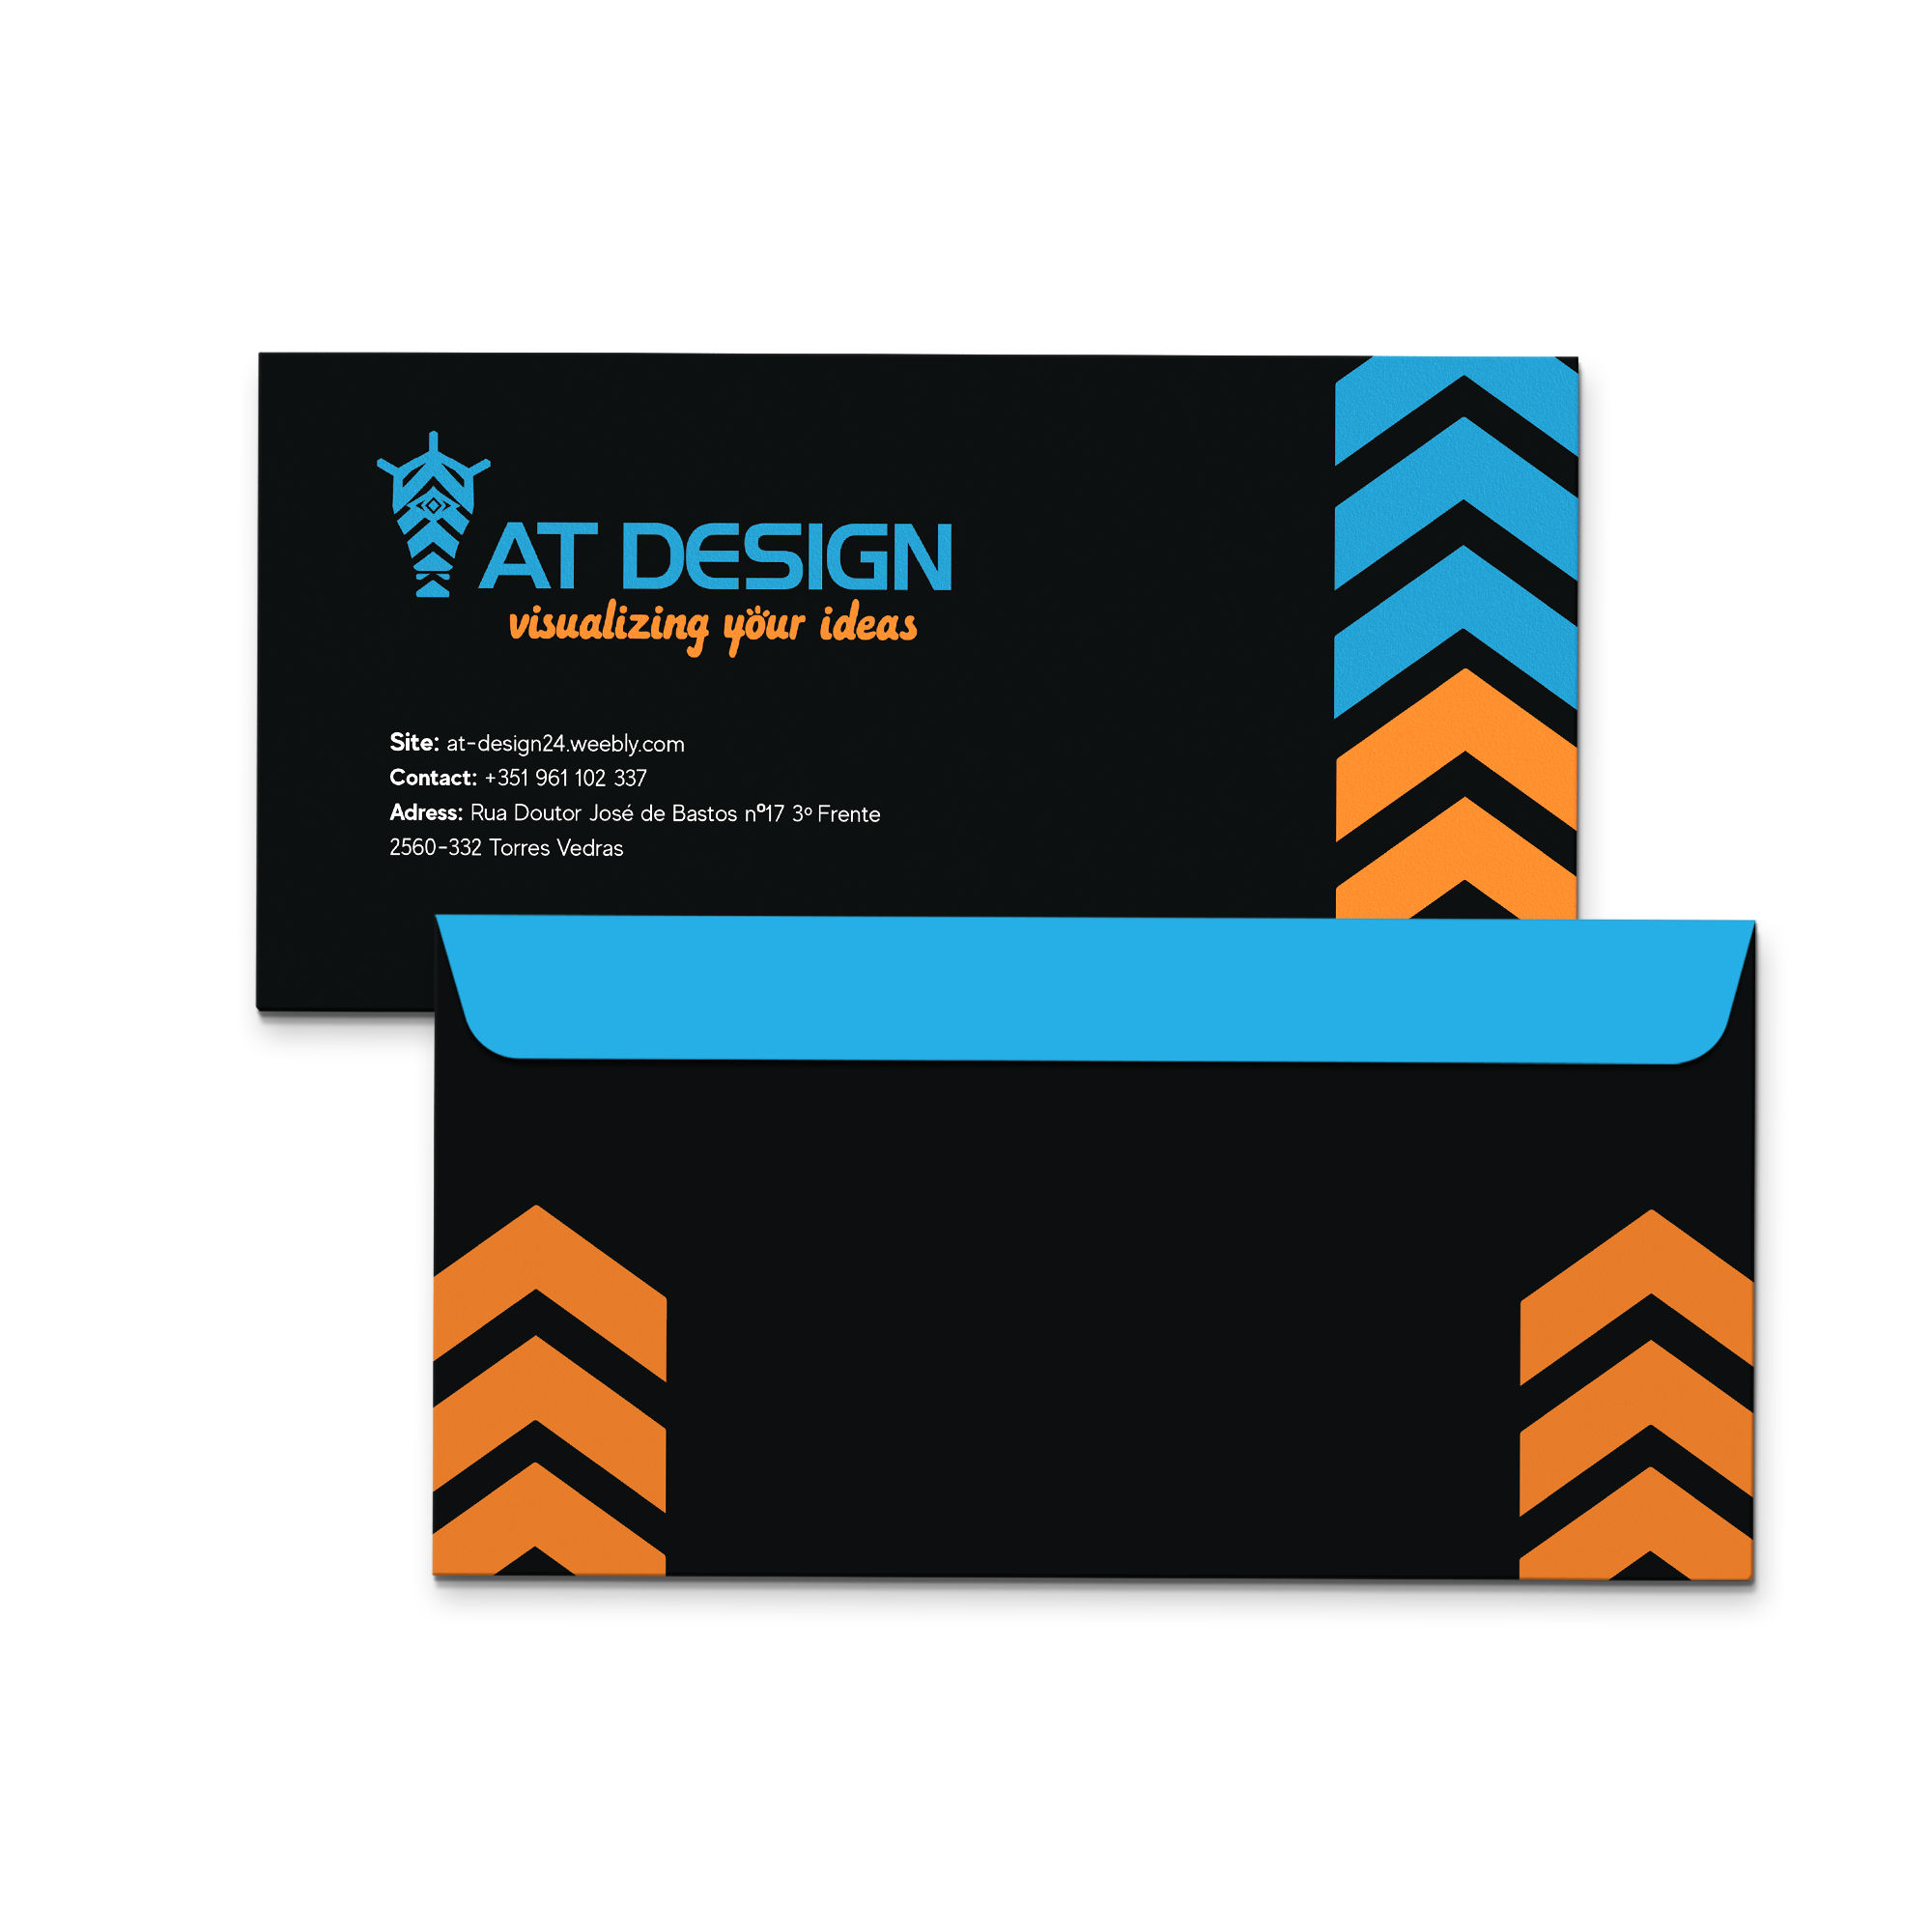 AT DESIGN
visualizing your ideas
Site: at-design24.weebly.com
Contact: +351 961 102 337
Adress: Rua Doutor José de Bastos nº17 3º Frente
2560-332 Torres Vedras